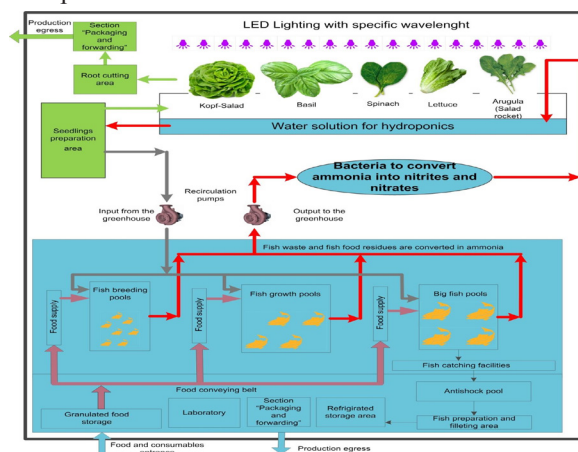 Production
egress
Section
"Packaging
and
forwarding"
LED Lighting with specific wavelenght
Root cutting
area
Kopf-Salad
Basil
Spinach
Lettuce
Arugula
(Salad
rocket)
Seedlings
preparation
area
Water solution for hydroponics
Bacteria to convert
ammonia into nitrites and
nitrates
Recirculation
pumps
Input from the
greenhouse
Output to the
greenhouse
Fish waste and fish food residues are converted in ammonia
Food supply
Fish breeding
pools
Food supply
Fish growth pools
Food supply
Big fish pools
Fish catching facilities
Food conveying belt
Antishock pool
Granulated food
storage
Laboratory
Section
"Packaging
and
forwarding"
Refrigirated
storage area
Fish preparation and
filleting area
Food and consumables
Production egress